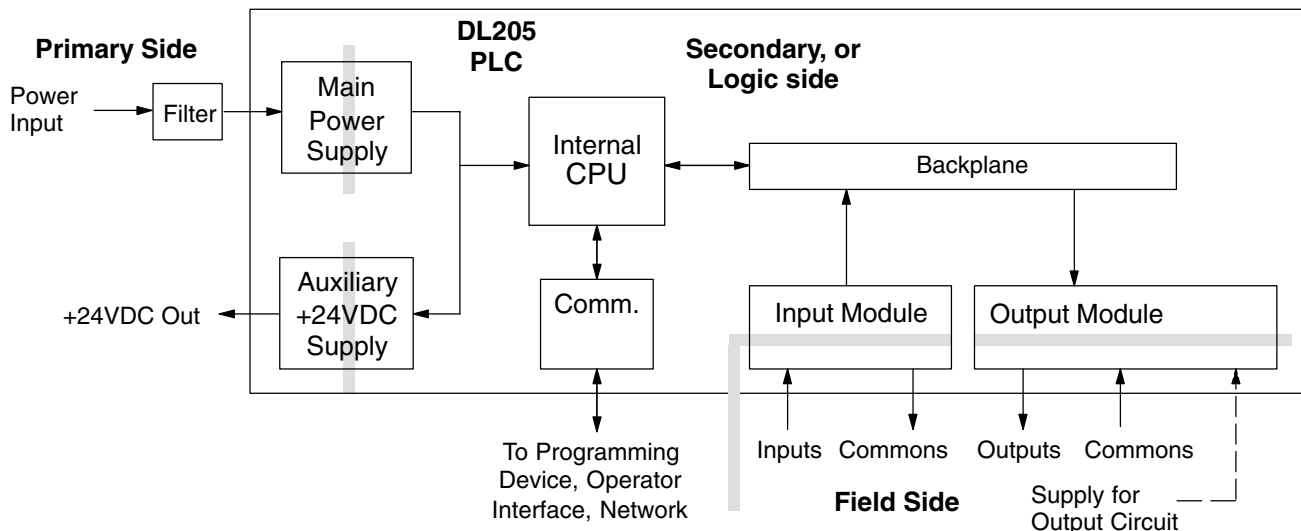 DL205
PLC
Primary Side
Secondary, or
Logic side
Power
Input
Filter
Main
Power
Supply
Internal
CPU
Backplane
Auxiliary
+24VDC
Supply
+24VDC Out
Comm.
Input Module
Output Module
To Programming
Device, Operator
Interface, Network
Inputs
Commons
Outputs
Commons
Field Side
Supply for
Output Circuit